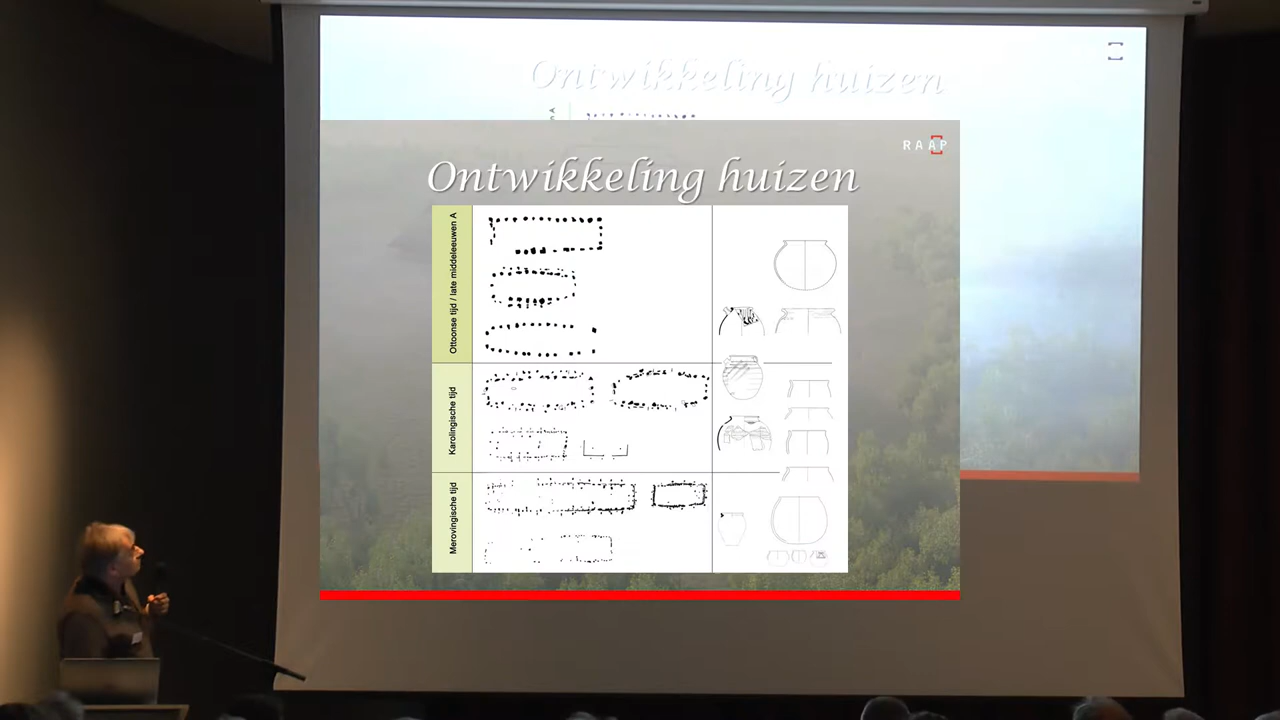 Ontwikkeling huizen
RAAP
Ontwikkeling huizen
Ottoonse tijd / late middeleeuwen A
Karolingische tijd
Merovingische tijd